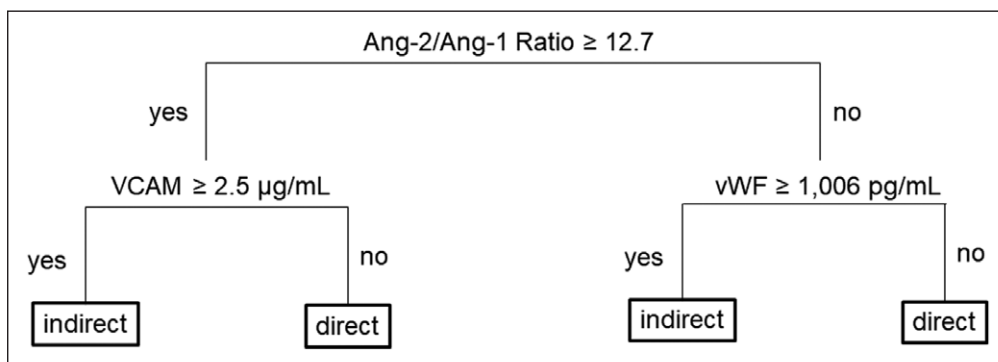 Ang-2/Ang-1 Ratio ≥ 12.7
yes
no
VCAM ≥ 2.5 µg/mL
vWF ≥ 1,006 pg/mL
yes
no
yes
no
indirect
direct
indirect
direct